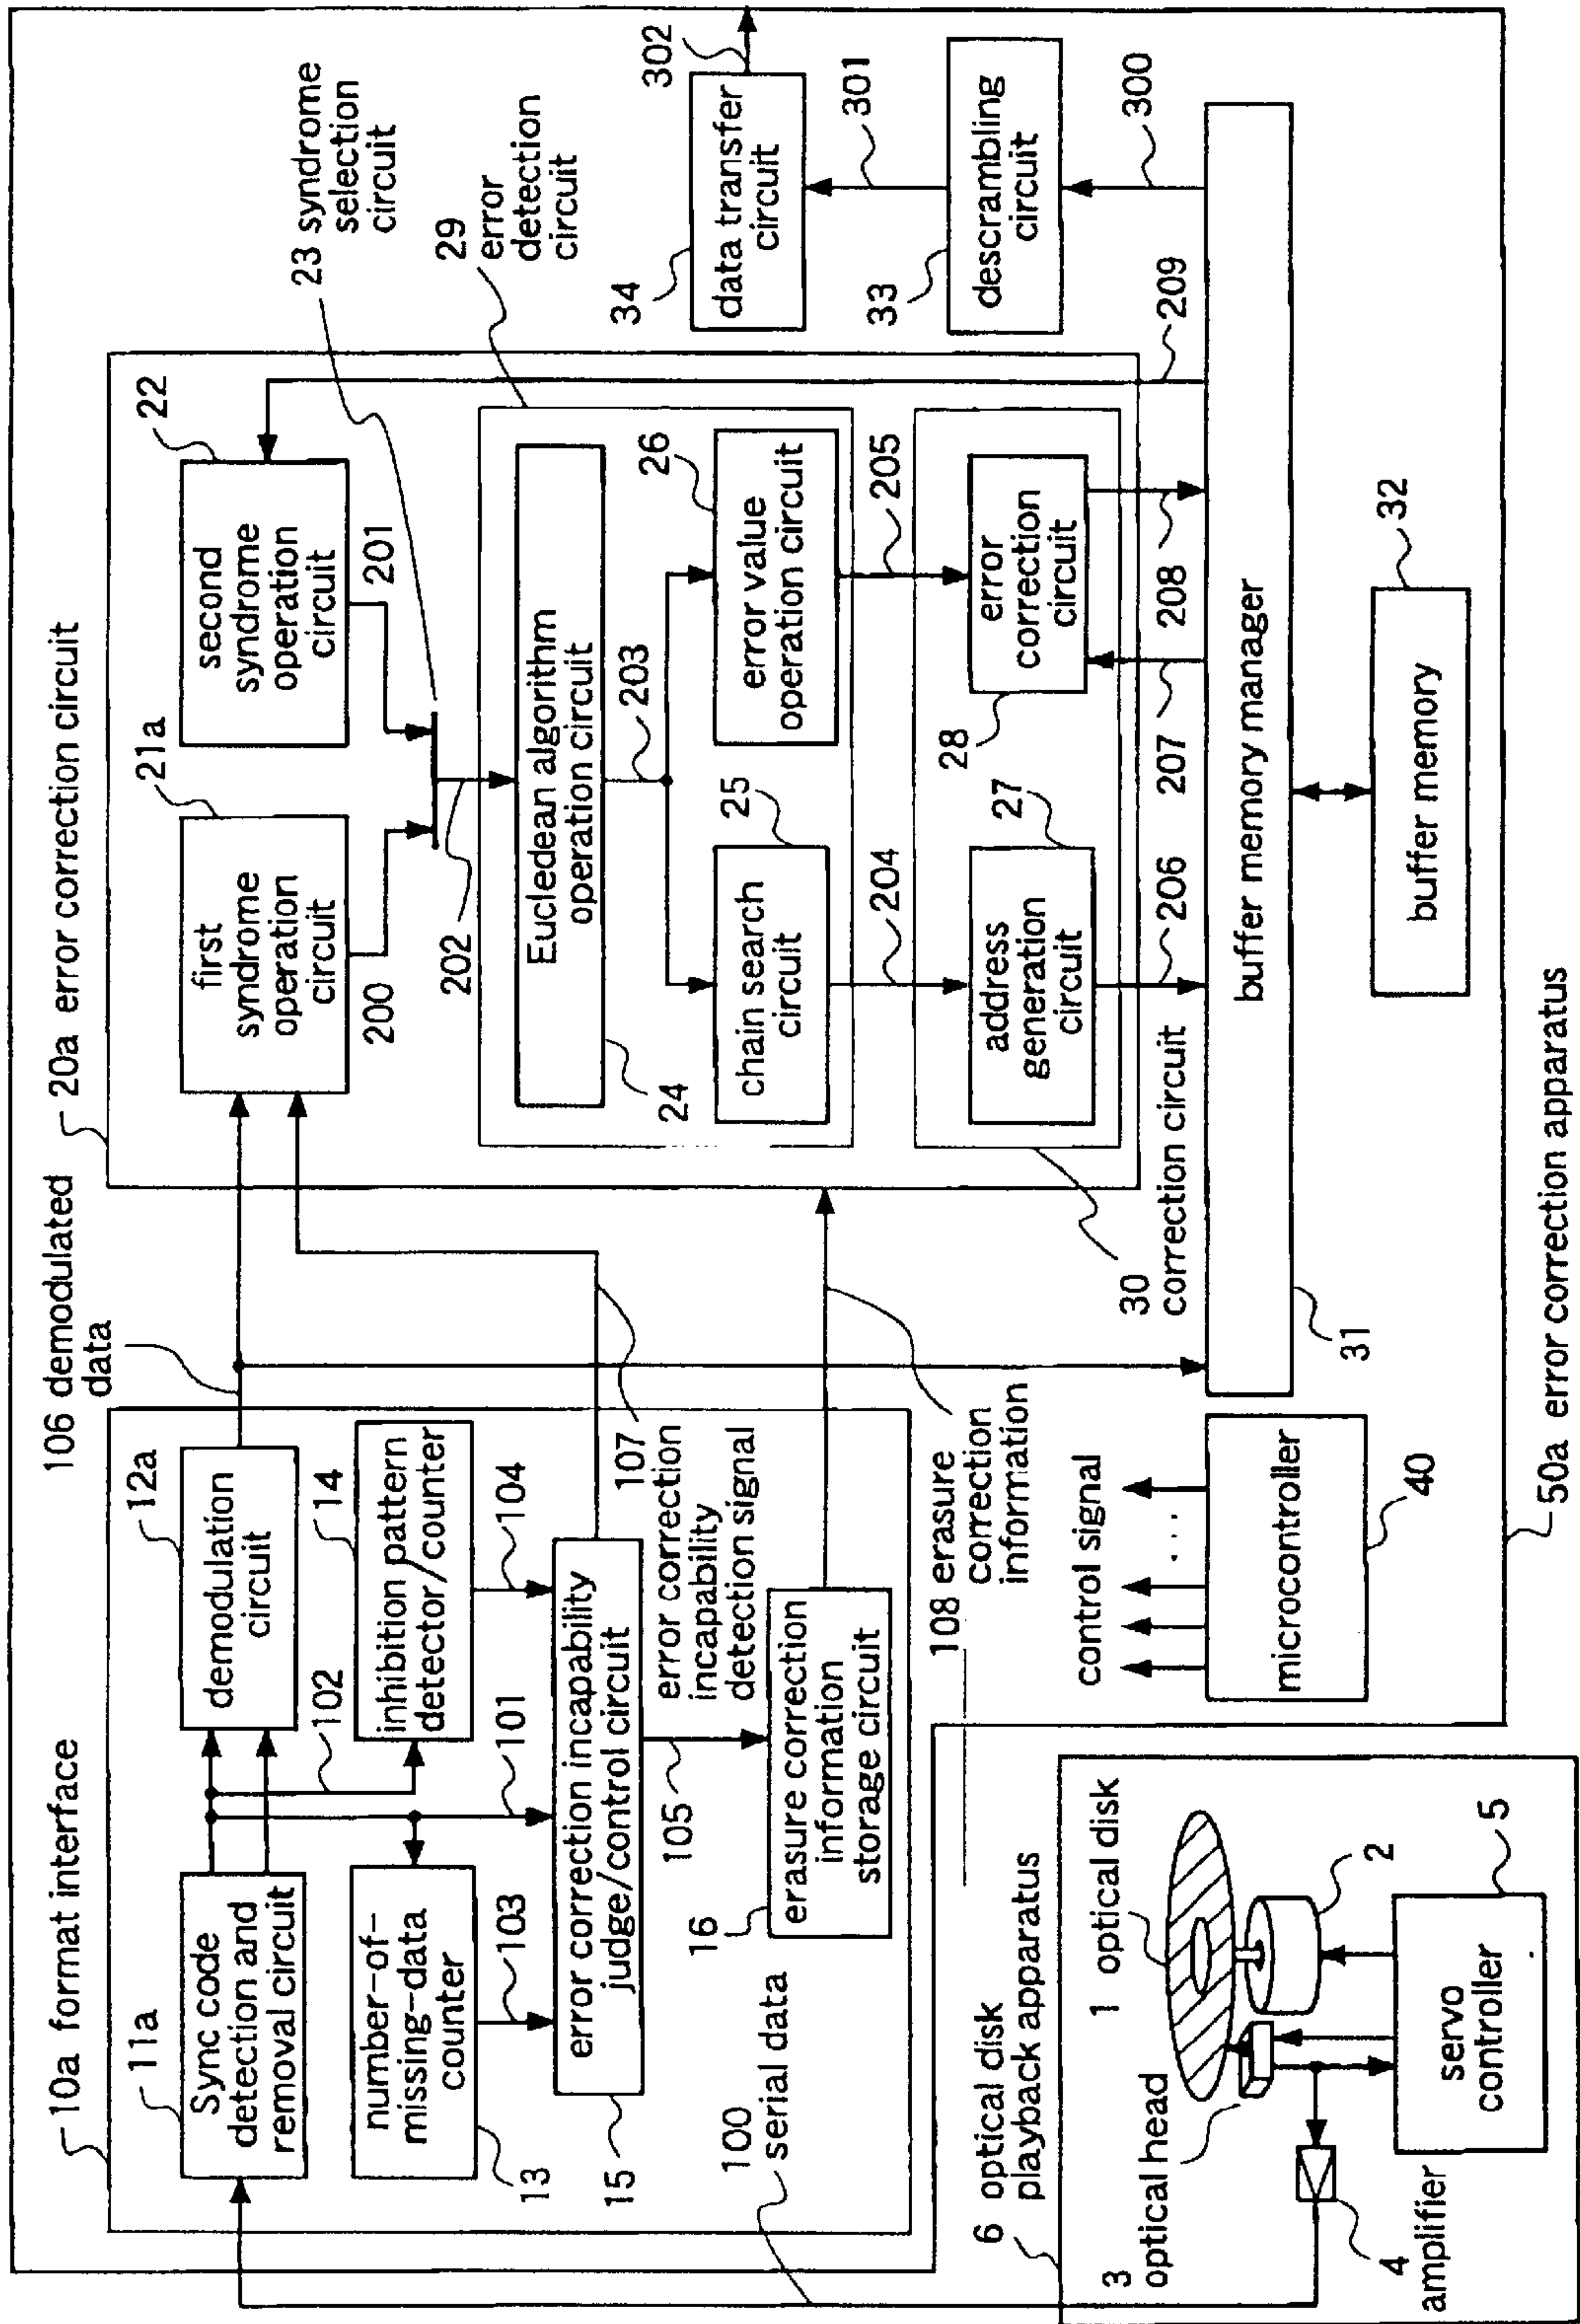 10a format interface
11a
Sync code
detection and
removal circuit
12a
demodulation
circuit
102
number-of-
missing-data
counter
13
14
inhibition pattern
detector/counter
103
101
104
error correction incapability
judge/control circuit
15
105
107
error correction
incapability
detection signal
16
erasure correction
information
storage circuit
100
serial data
106 demodulated
data
108 erasure
correction
information
20a error correction circuit
21a
first
syndrome
operation
circuit
22
second
syndrome
operation
circuit
200
201
202
23 syndrome
selection
circuit
Eucledean algorithm
operation circuit
24
203
29
error
detection
circuit
25
chain search
circuit
26
error value
operation circuit
204
205
27
address
generation
circuit
28
error
correction
circuit
30
correction circuit
206
207
208
209
buffer memory manager
31
buffer memory
32
300
descrambling
circuit
33
301
data transfer
circuit
34
302
control signal
...
microcontroller
40
50a error correction apparatus
6 optical disk
playback apparatus
1 optical disk
2
3
optical head
4
amplifier
servo
controller
5